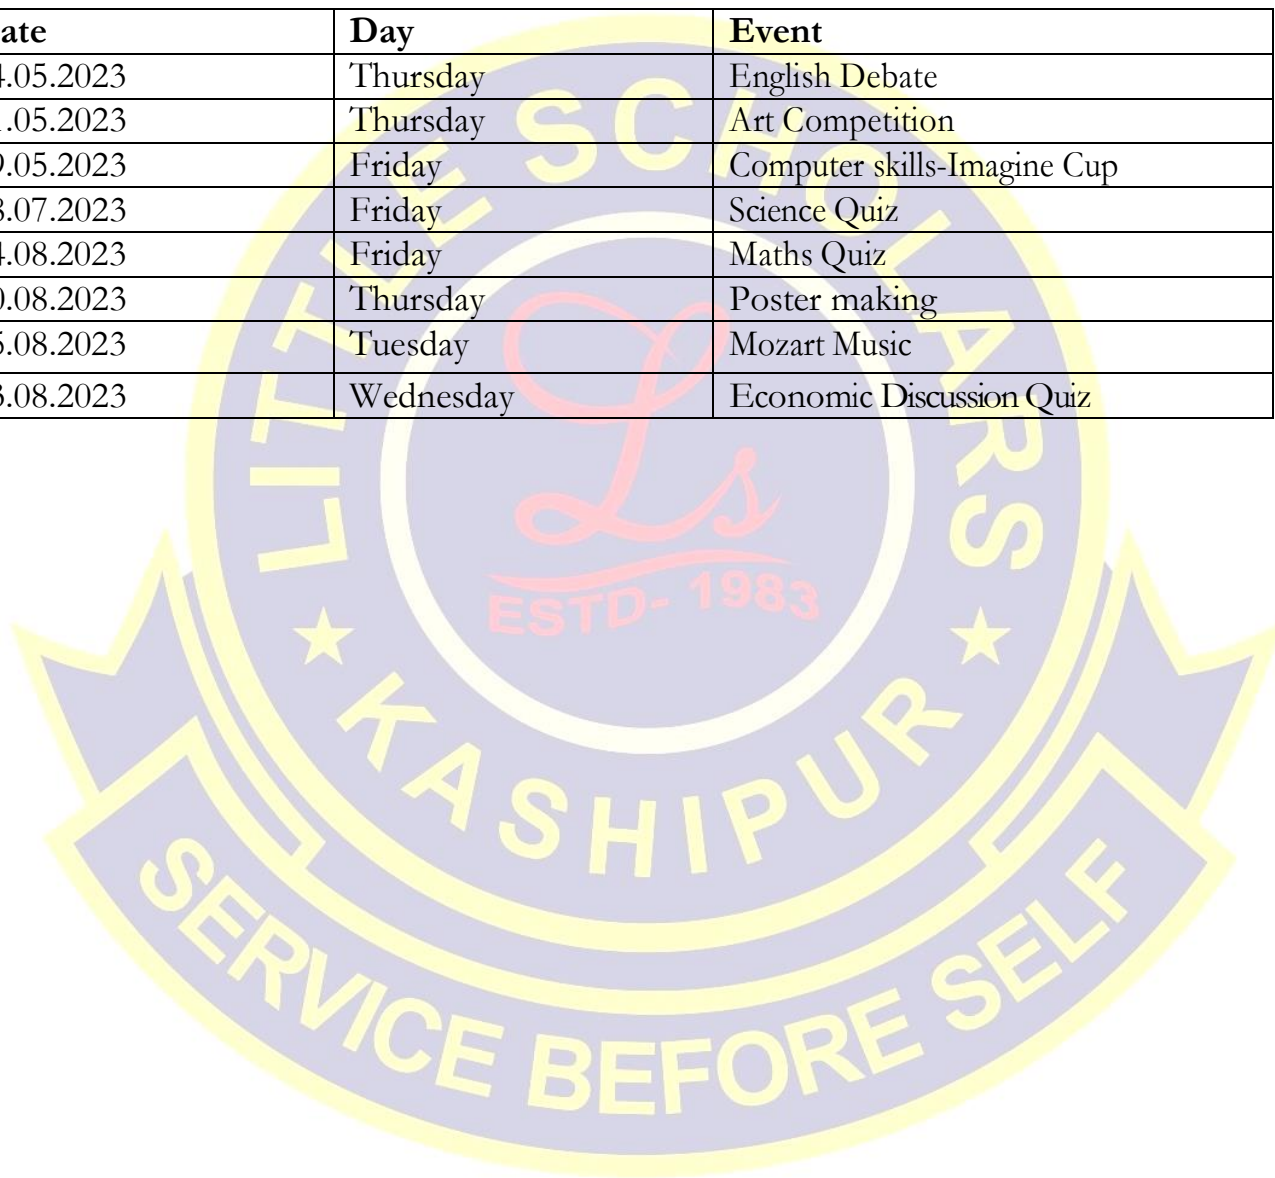 ate Day Event
4.05.2023 Thursday English Debate
1.05.2023 Thursday Art Competition
9.05.2023 Friday Computer skills-Imagine Cup
8.07.2023 Friday Science Quiz
4.08.2023 Friday Maths Quiz
0.08.2023 Thursday Poster making
5.08.2023 Tuesday Mozart Music
3.08.2023 Wednesday Economic Discussion Quiz
LITTLE SCHOLARS
Ls
ESTD- 1983
KASHIPUR
SERVICE BEFORE SELF